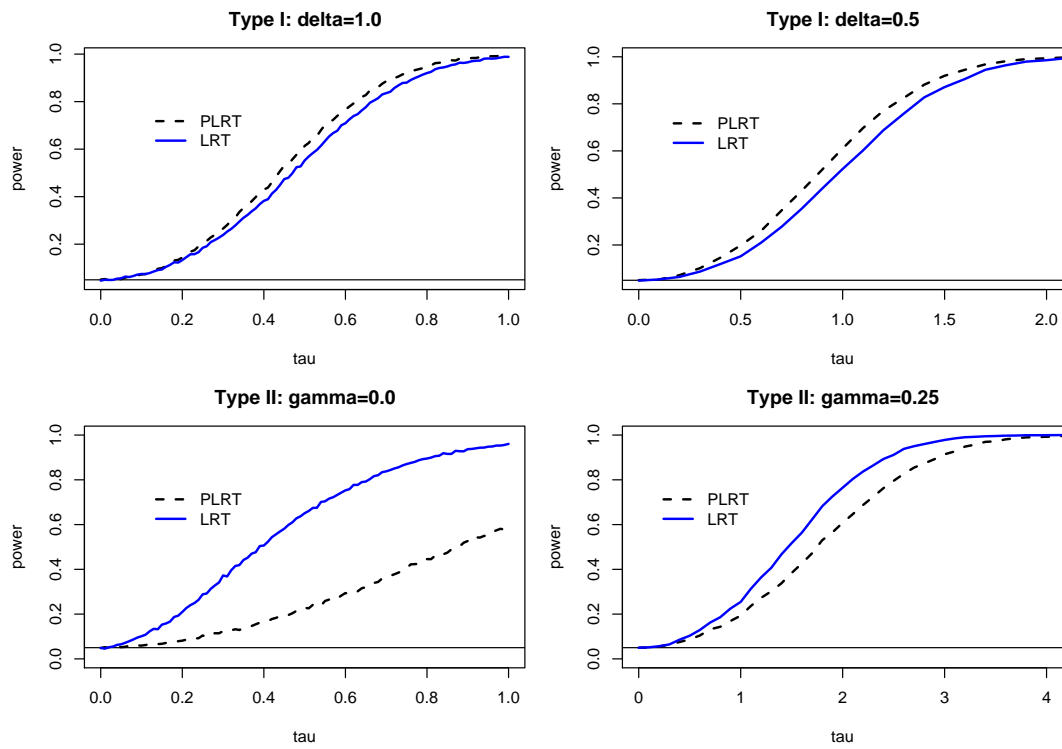 Type I: delta=1.0
power
1.0
0.8
0.6
0.4
0.2
PLRT
LRT
0.0 0.2 0.4 0.6 0.8 1.0
tau
Type I: delta=0.5
power
1.0
0.8
0.6
0.4
0.2
PLRT
LRT
0.0 0.5 1.0 1.5 2.0
tau
Type II: gamma=0.0
power
1.0
0.8
0.6
0.4
0.2
0.0
PLRT
LRT
0.0 0.2 0.4 0.6 0.8 1.0
tau
Type II: gamma=0.25
power
1.0
0.8
0.6
0.4
0.2
0.0
PLRT
LRT
0 1 2 3 4
tau